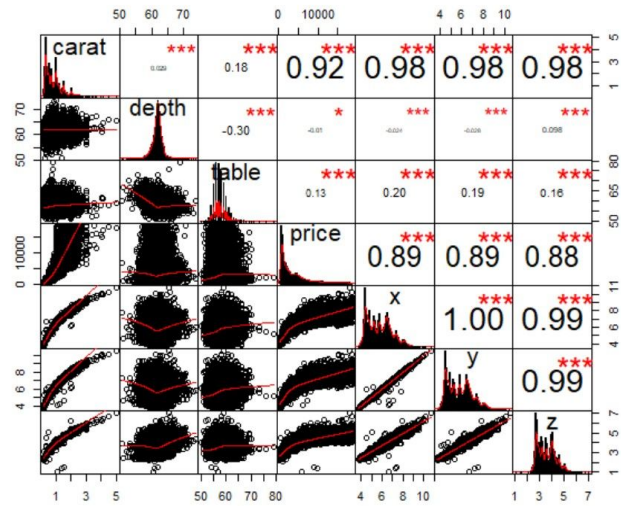 50 60 70
0 10000
4 6 8 10
carat
***
0.028
***
0.18
***
0.92
***
0.98
***
0.98
***
0.98
1 3 5
50 60 70
depth
***
-0.30
*
-0.01
***
***
***
0.098
table
***
0.13
***
0.20
***
0.19
***
0.16
50 65 80
0 10000
price
***
0.89
***
0.89
***
0.88
x
***
1.00
***
0.99
4 6 8 11
4 6 8
y
***
0.99
z
1 3 5 7
1 3 5
50 60 70 80
4 6 8 10
1 3 5 7